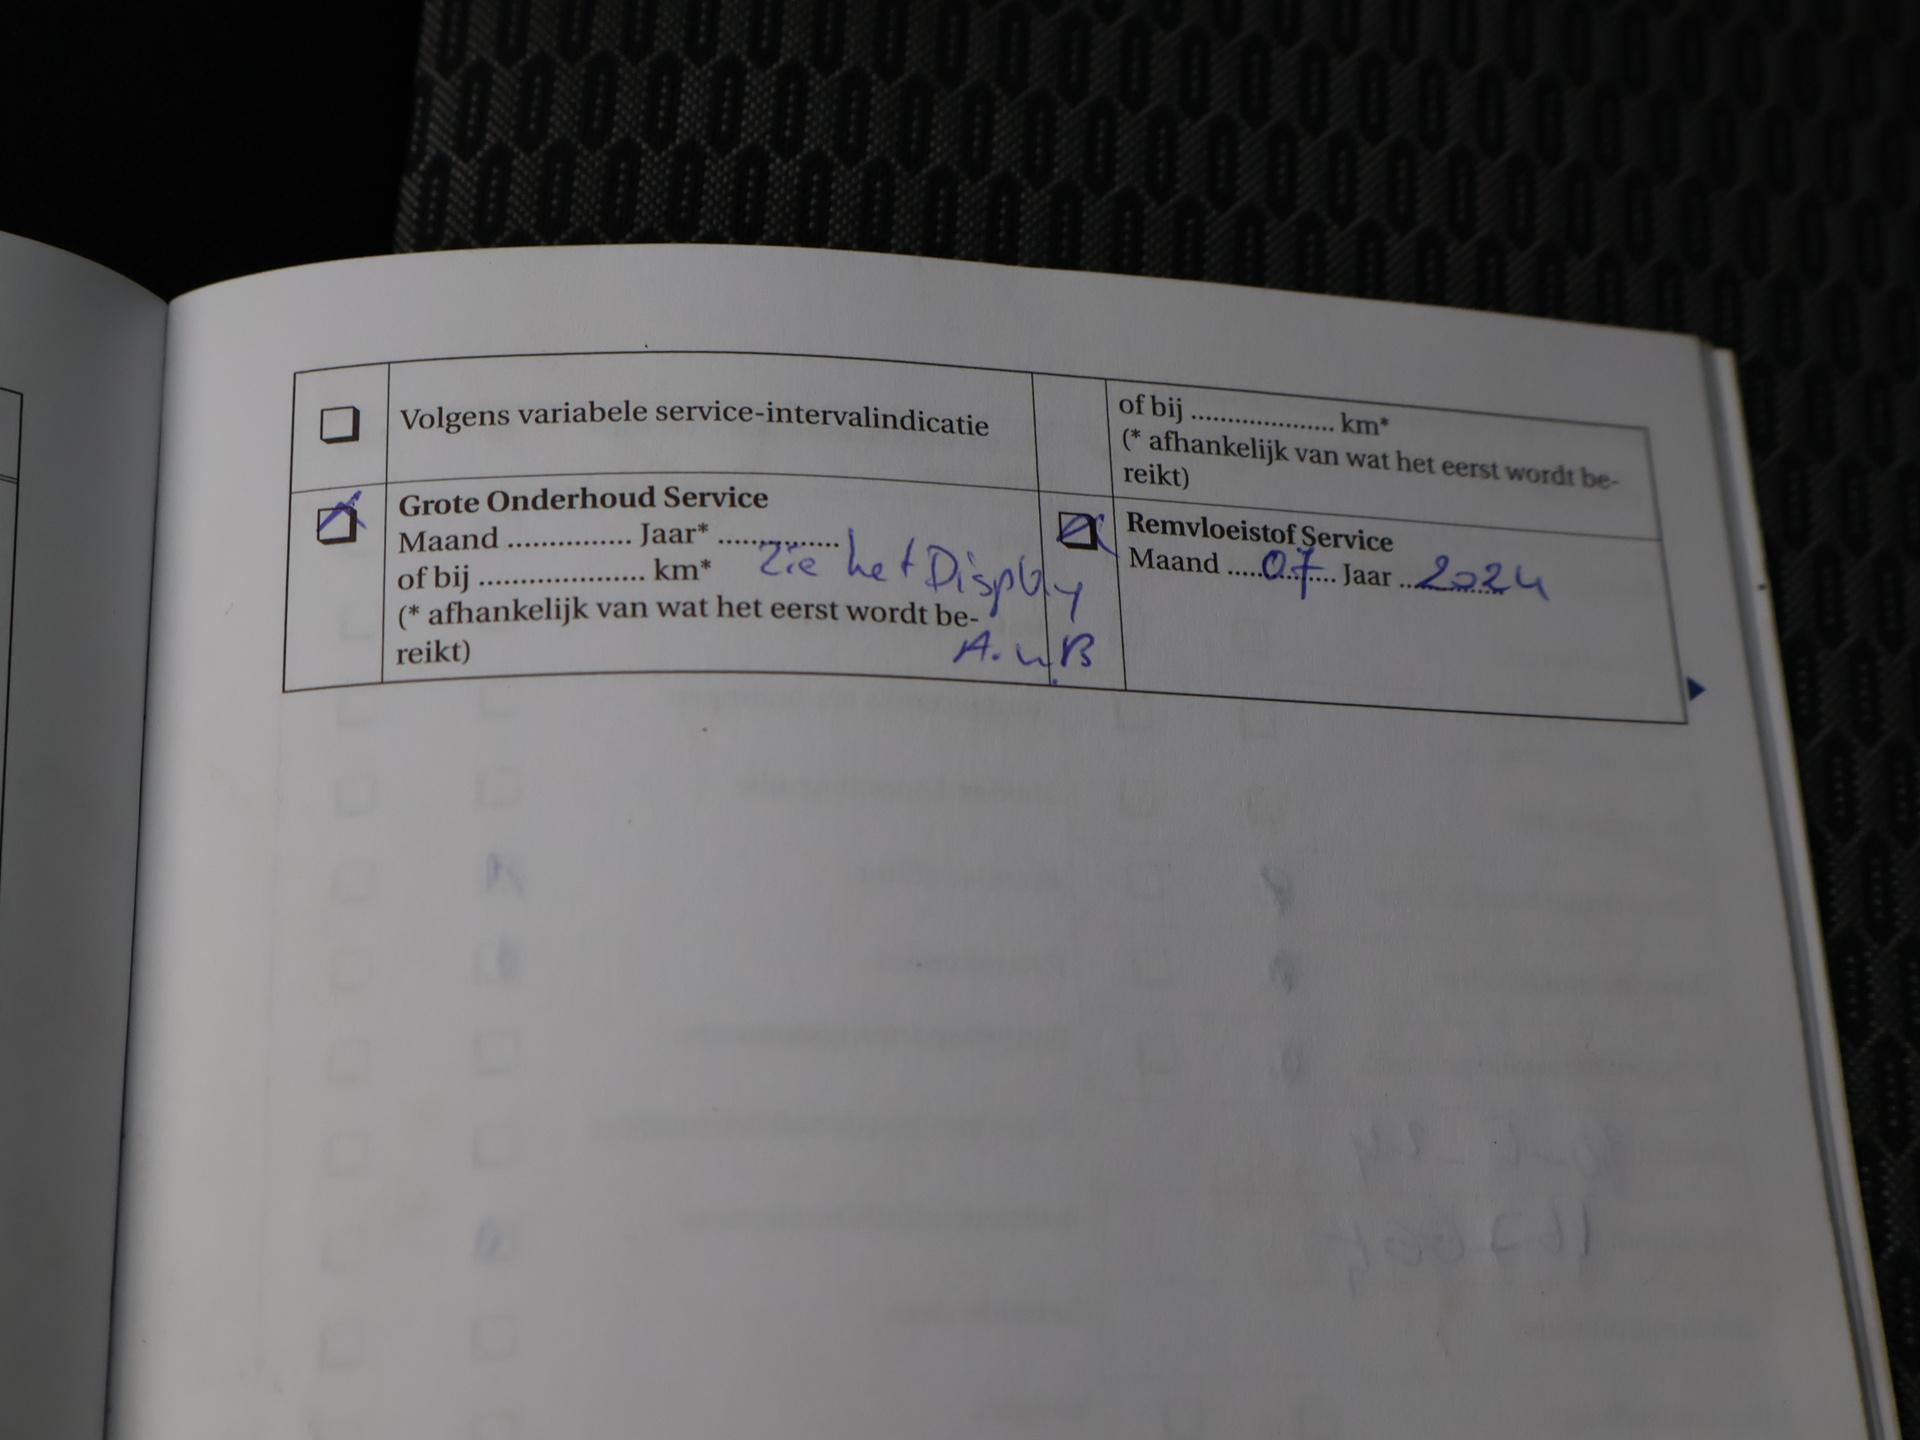 Volgens variabele service-intervalindicatie
of bij .................... km*
(* afhankelijk van wat het eerst wordt be-
reikt)
Grote Onderhoud Service
Maand ............... Jaar* ...............
of bij .................... km* Zie het Display
(* afhankelijk van wat het eerst wordt be-
reikt)
Remvloeistof Service
Maand .....07..... Jaar ...2024